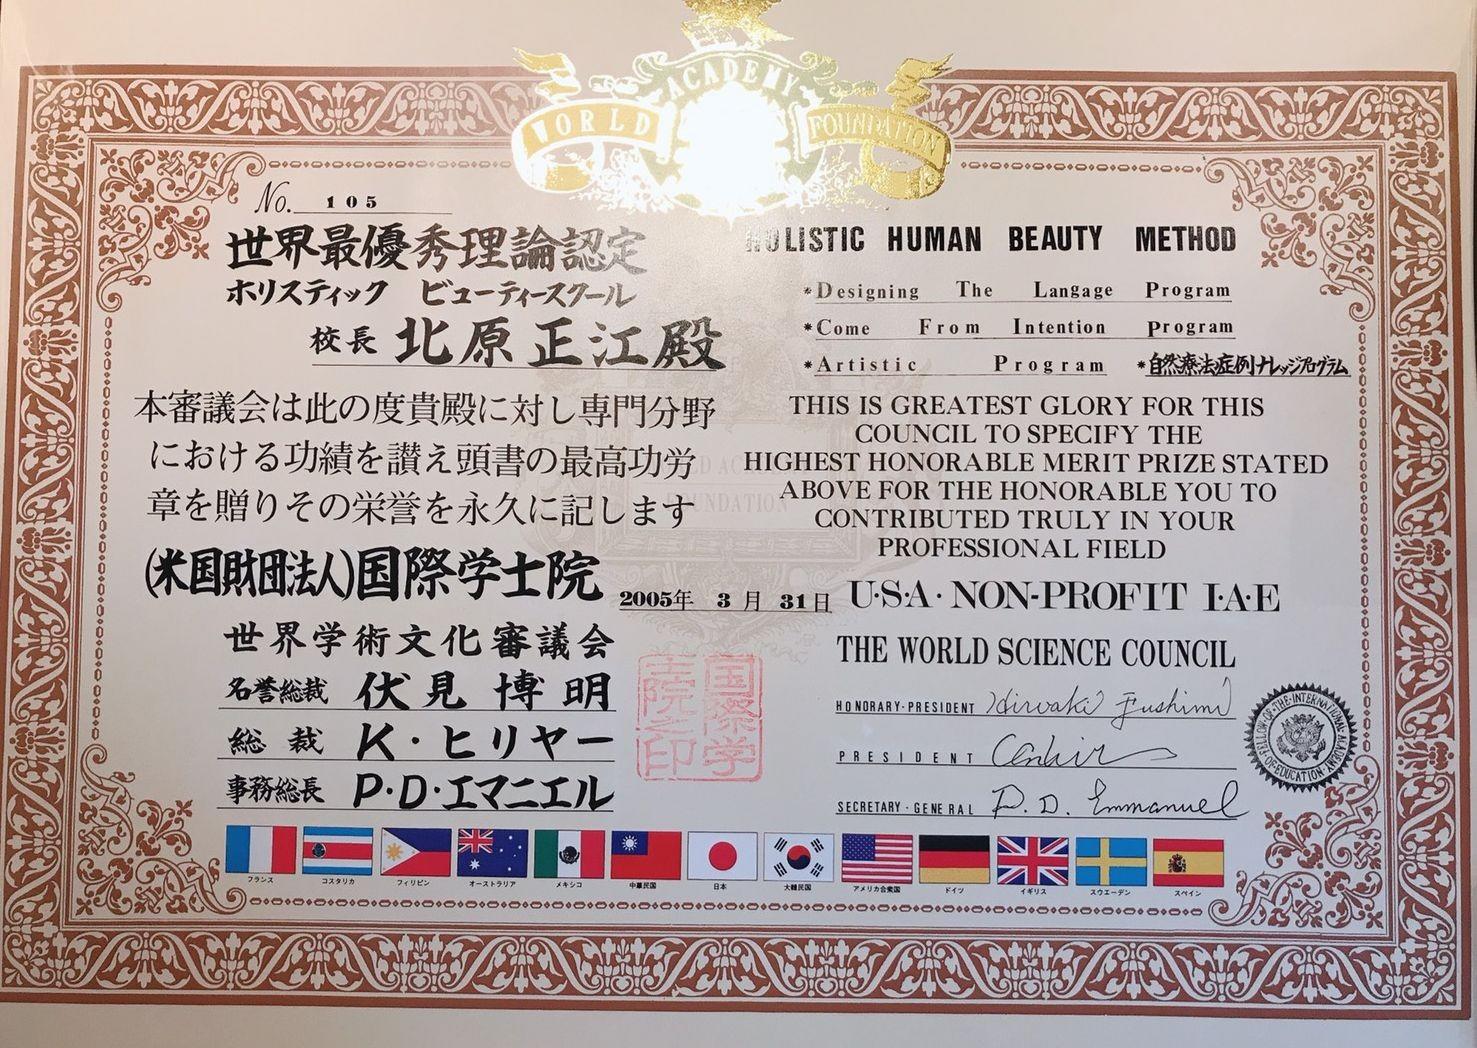 WORLD ACADEMY FOUNDATION
No. 105
世界最優秀理論認定
ホリスティック ビューティースクール
校長 北原正江殿
本審議会は此の度貴殿に対し専門分野
における功績を讃え頭書の最高功労
章を贈りその栄誉を永久に記します
(米国財団法人)国際学士院
2005年 3月 31日
世界学術文化審議会
名誉総裁 伏見博明
総裁 K・ヒリヤー
事務総長 P・D・エマニエル
国際学士院之印
HOLISTIC HUMAN BEAUTY METHOD
*Designing The Langage Program
*Come From Intention Program
*Artistic Program *自然療法症例ナレッジプログラム
THIS IS GREATEST GLORY FOR THIS
COUNCIL TO SPECIFY THE
HIGHEST HONORABLE MERIT PRIZE STATED
ABOVE FOR THE HONORABLE YOU TO
CONTRIBUTED TRULY IN YOUR
PROFESSIONAL FIELD
WORLD ACADEMY
FOUNDATION
U·S·A· NON-PROFIT I·A·E
THE WORLD SCIENCE COUNCIL
HONORARY·PRESIDENT Hiroaki Fushimi
PRESIDENT
SECRETARY·GENERAL P. D. Emmanuel
FELLOW·OF·THE·INTERNATIONAL ACADEMY·OF·EDUCATION·
フランス コスタリカ フィリピン オーストラリア メキシコ 中華民国 日本 大韓民国 アメリカ合衆国 ドイツ イギリス スウエーデン スペイン